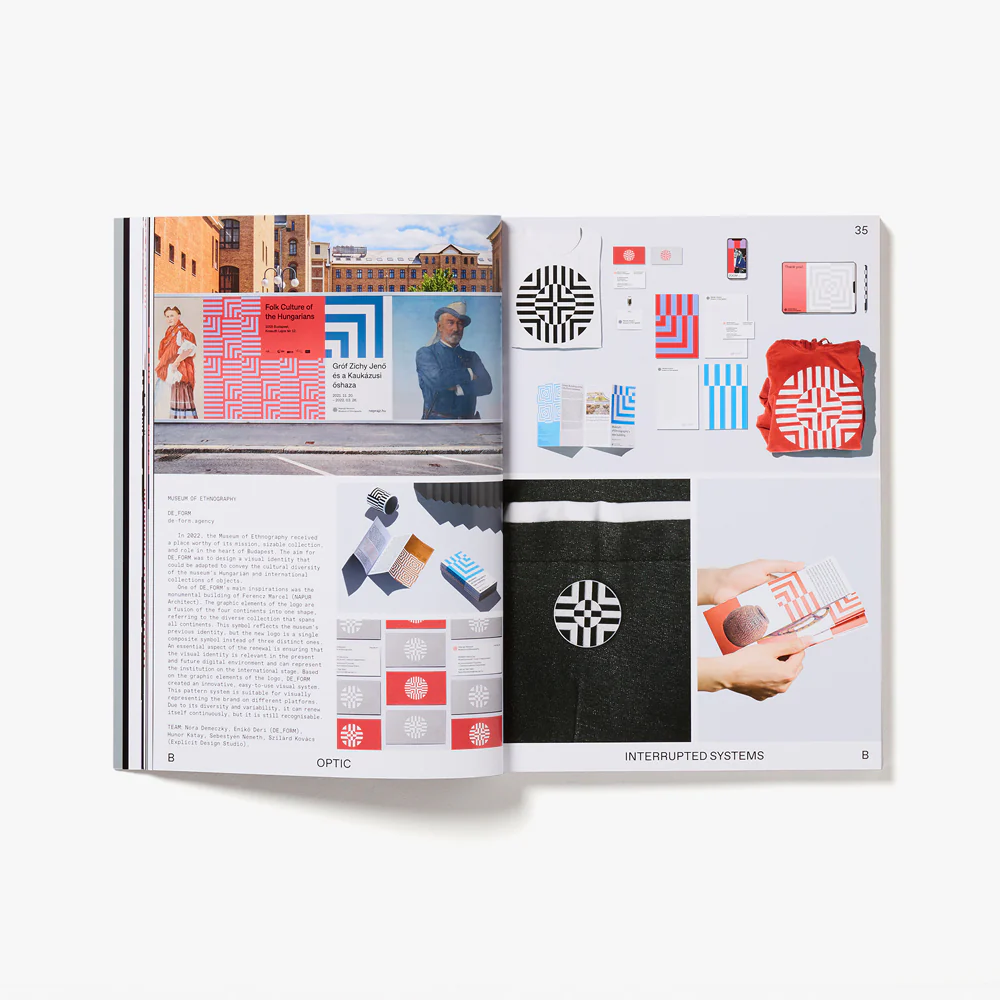 Folk Culture of
the Hungarians
Gróf Zichy Jenő
és a Kaukázusi
őshaza
35
Thank you!
MUSEUM OF ETHNOGRAPHY
DE_FORM
de-form.agency
In 2022, the Museum of Ethnography received
a place worthy of its mission, sizable collection,
and role in the heart of Budapest. The aim for
DE_FORM was to design a visual identity that
could be adapted to convey the cultural diversity
of the museum's Hungarian and international
collections of objects.
One of DE_FORM's main inspirations was the
monumental building of Ferencz Marcel (NAPUR
Architect). The graphic elements of the logo are
a fusion of the four continents into one shape,
referring to the diverse collection that spans
all continents. This symbol reflects the museum's
previous identity, but the new logo is a single
composite symbol instead of three distinct ones.
An essential aspect of the renewal is ensuring that
the visual identity is relevant in the present
and future digital environment and can represent
the institution on the international stage. Based
on the graphic elements of the logo, DE_FORM
created an innovative, easy-to-use visual system.
This pattern system is suitable for visually
representing the brand on different platforms.
Due to its diversity and variability, it can renew
itself continuously, but it is still recognisable.
TEAM: Nóra Demeczky, Enikő Déri (DE_FORM),
Hunor Kátay, Sebestyén Németh, Szilárd Kovács
(Explicit Design Studio).
B
OPTIC
INTERRUPTED SYSTEMS
B